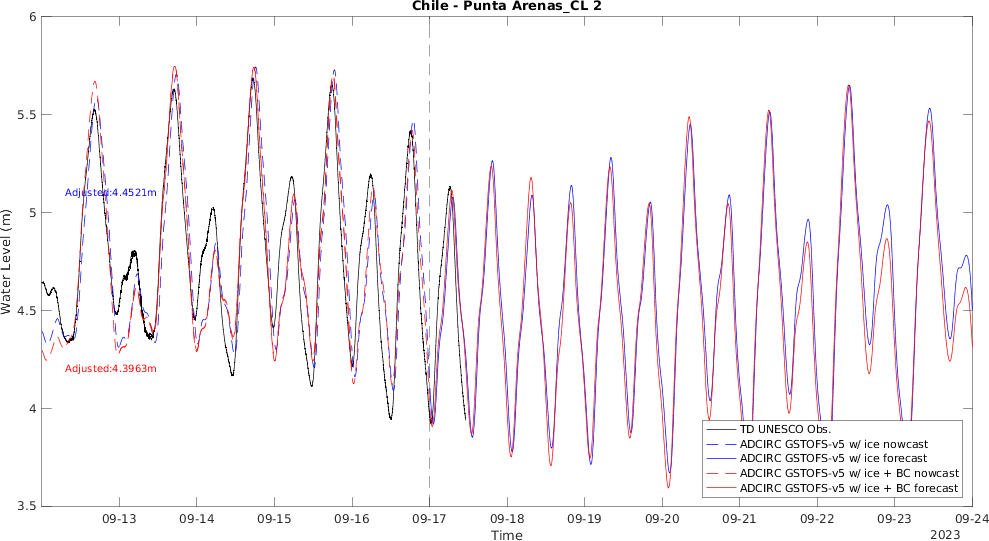 Chile - Punta Arenas_CL 2
Water Level (m)
6
5.5
5
4.5
4
3.5
Adjusted:4.4521m
Adjusted:4.3963m
TD UNESCO Obs.
ADCIRC GSTOFS-v5 w/ ice nowcast
ADCIRC GSTOFS-v5 w/ ice forecast
ADCIRC GSTOFS-v5 w/ ice + BC nowcast
ADCIRC GSTOFS-v5 w/ ice + BC forecast
09-13 09-14 09-15 09-16 09-17 09-18 09-19 09-20 09-21 09-22 09-23 09-24
Time
2023